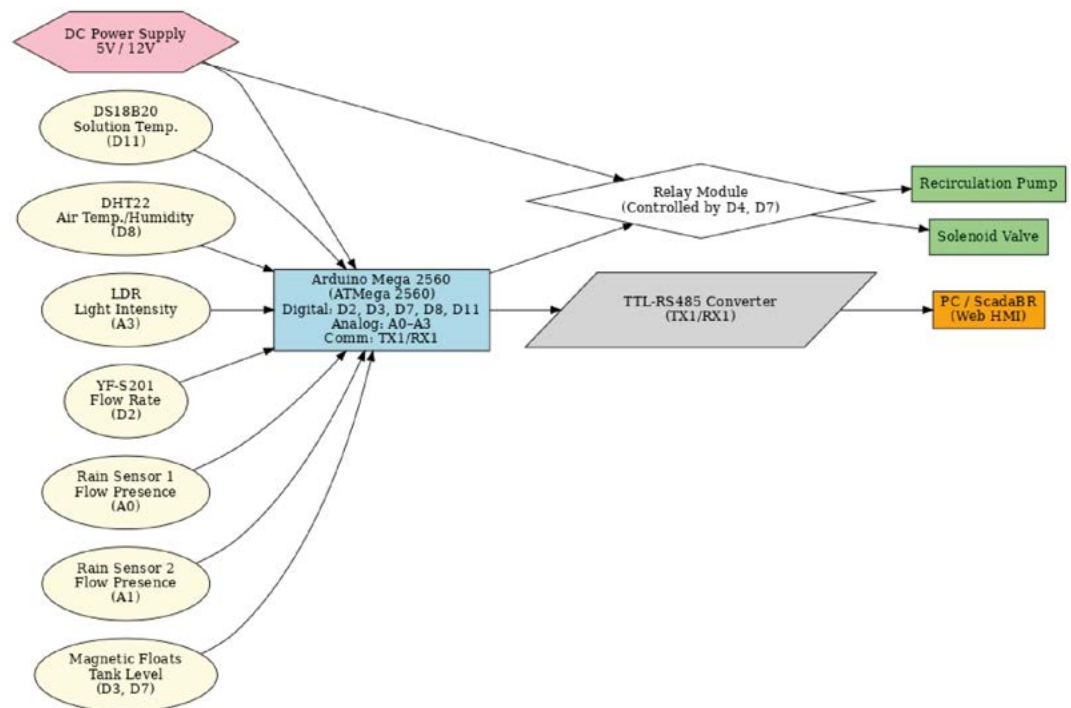 DC Power Supply
5V / 12V
DS18B20
Solution Temp.
(D11)
DHT22
Air Temp./Humidity
(D8)
LDR
Light Intensity
(A3)
YF-S201
Flow Rate
(D2)
Rain Sensor 1
Flow Presence
(A0)
Rain Sensor 2
Flow Presence
(A1)
Magnetic Floats
Tank Level
(D3, D7)
Arduino Mega 2560
(ATMega 2560)
Digital: D2, D3, D7, D8, D11
Analog: A0–A3
Comm: TX1/RX1
Relay Module
(Controlled by D4, D7)
TTL-RS485 Converter
(TX1/RX1)
Recirculation Pump
Solenoid Valve
PC / ScadaBR
(Web HMI)